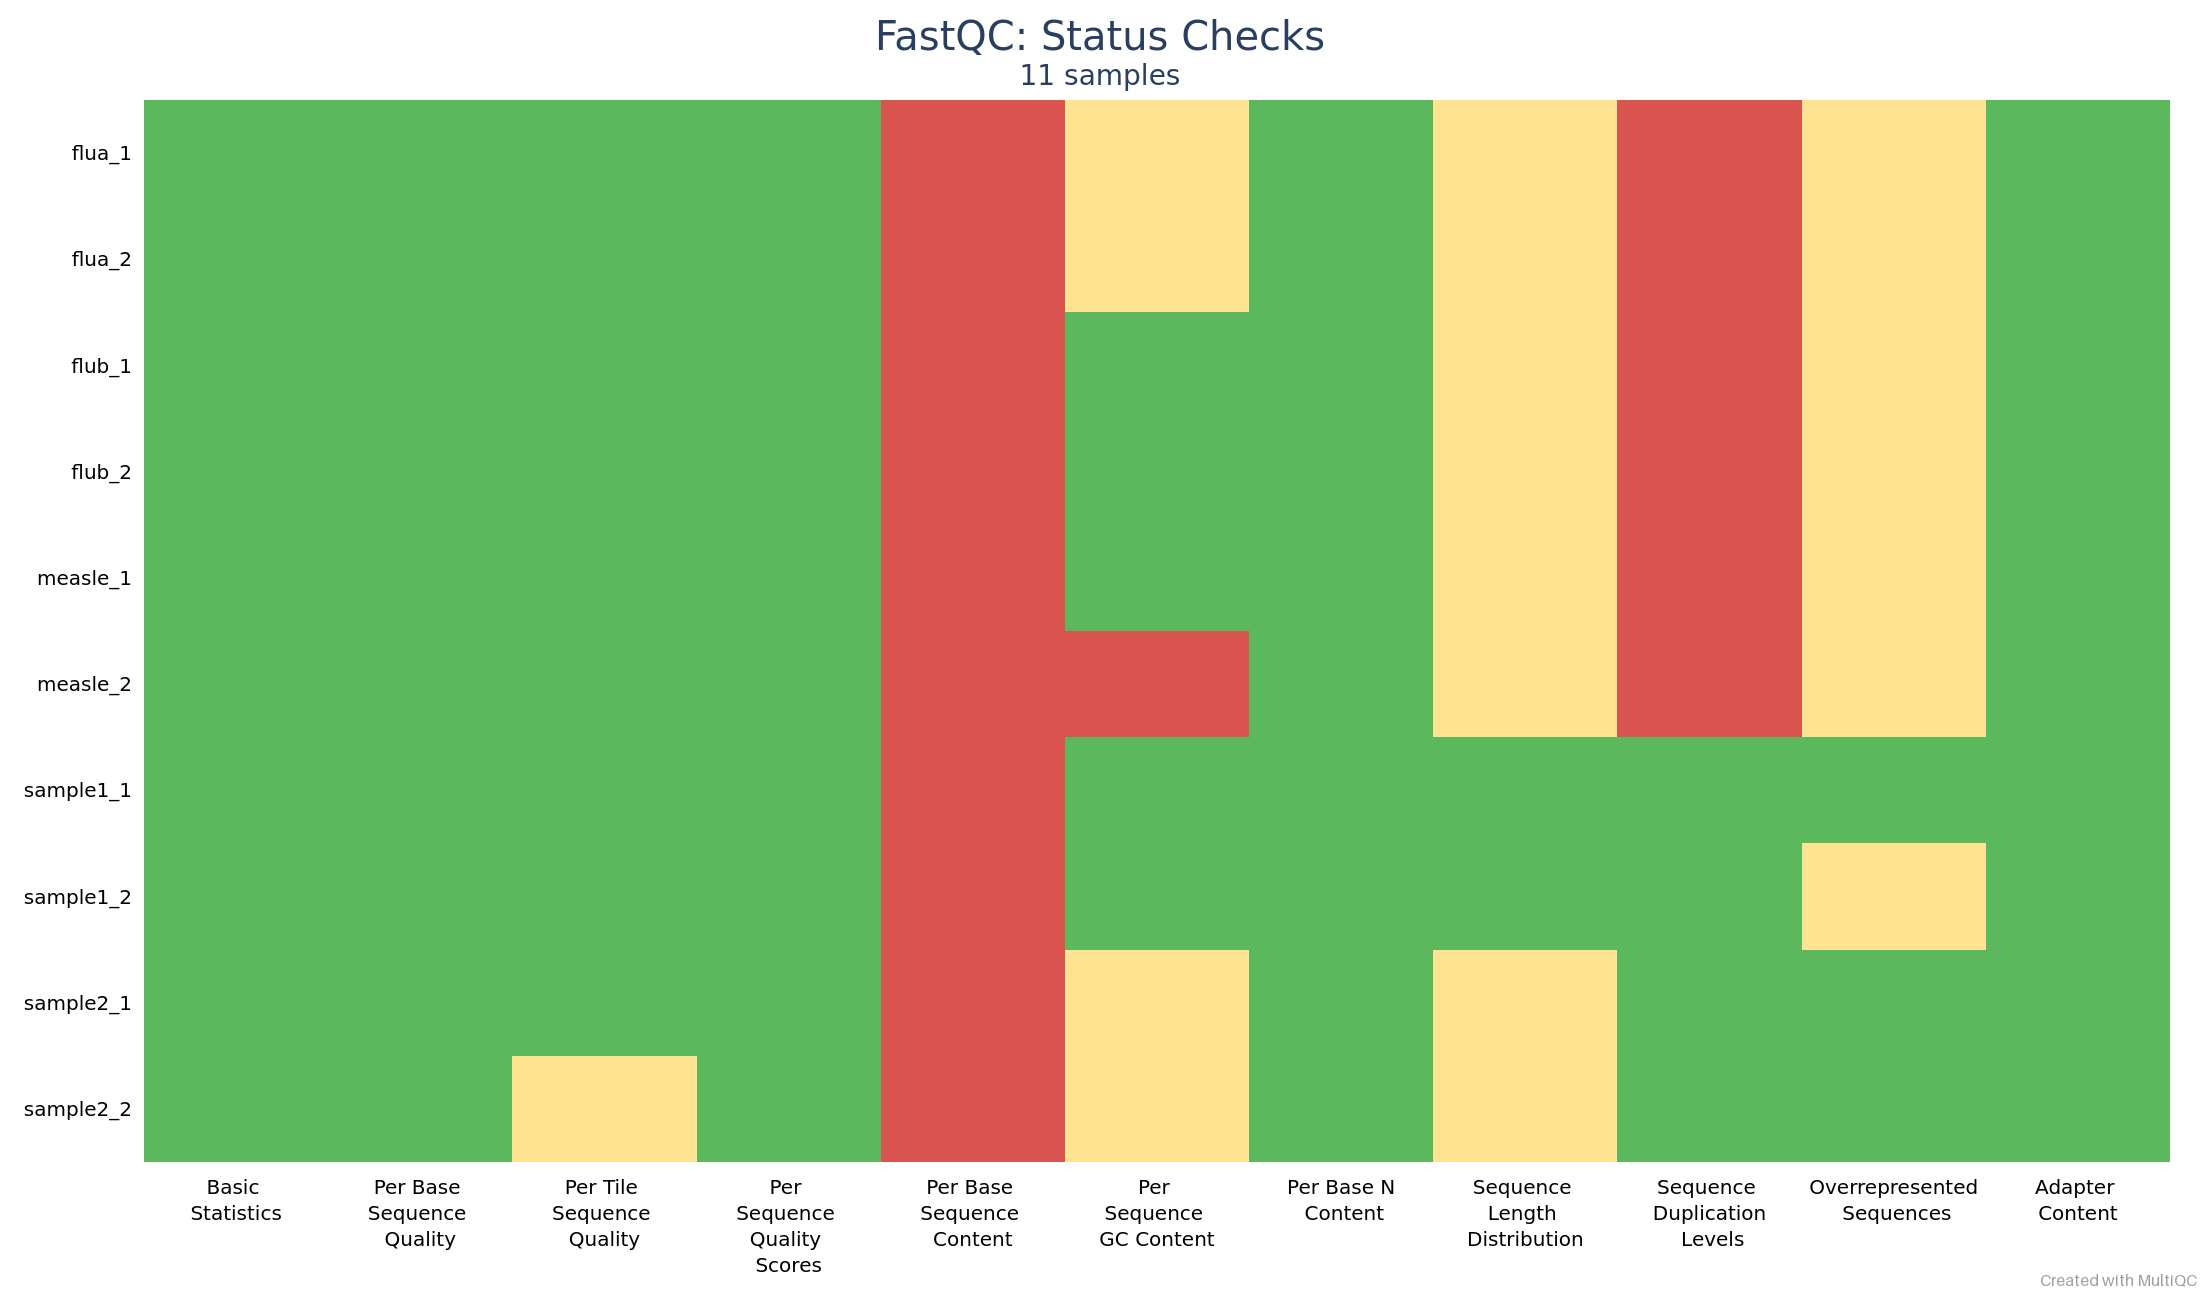 FastQC: Status Checks
11 samples
flua_1
flua_2
flub_1
flub_2
measle_1
measle_2
sample1_1
sample1_2
sample2_1
sample2_2
Basic
Statistics
Per Base
Sequence
Quality
Per Tile
Sequence
Quality
Per
Sequence
Quality
Scores
Per Base
Sequence
Content
Per
Sequence
GC Content
Per Base N
Content
Sequence
Length
Distribution
Sequence
Duplication
Levels
Overrepresented
Sequences
Adapter
Content
Created with MultiQC